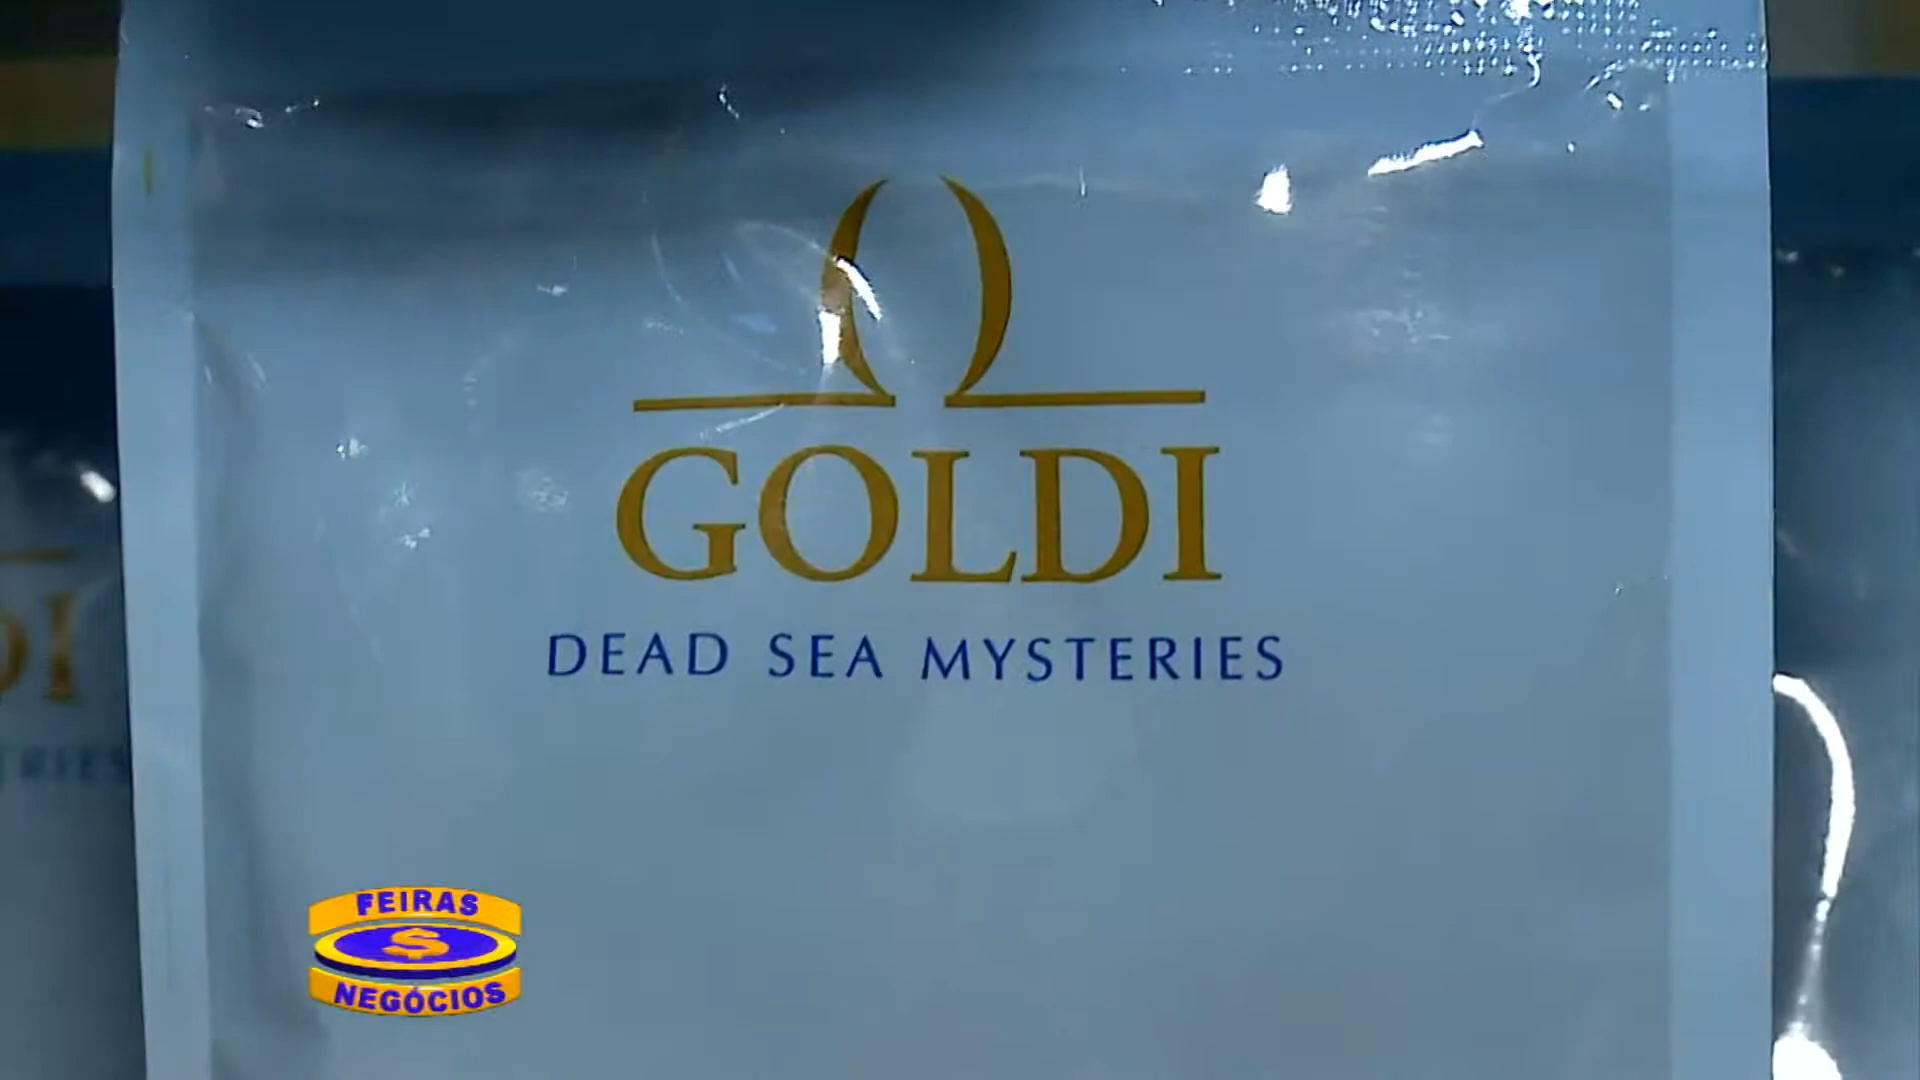 GOLDI
DEAD SEA MYSTERIES
FEIRAS
$
NEGÓCIOS